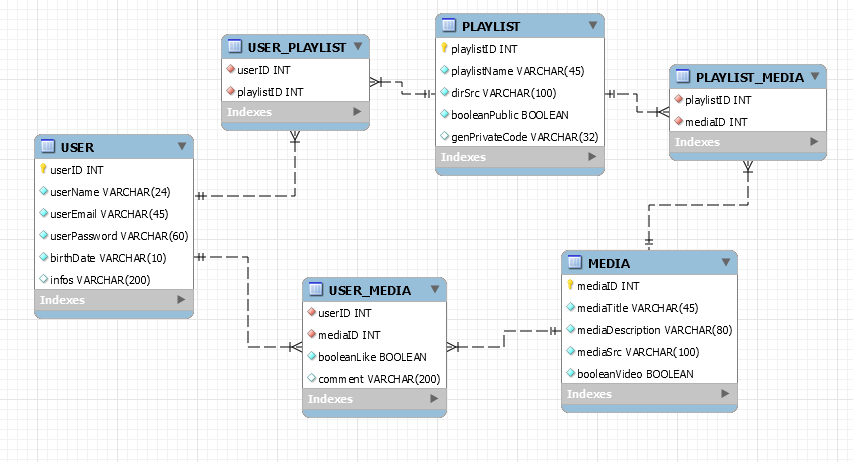 USER_PLAYLIST
userID INT
playlistID INT
Indexes
PLAYLIST
playlistID INT
playlistName VARCHAR(45)
dirSrc VARCHAR(100)
booleanPublic BOOLEAN
genPrivateCode VARCHAR(32)
Indexes
PLAYLIST_MEDIA
playlistID INT
mediaID INT
Indexes
USER
userID INT
userName VARCHAR(24)
userEmail VARCHAR(45)
userPassword VARCHAR(60)
birthDate VARCHAR(10)
infos VARCHAR(200)
Indexes
USER_MEDIA
userID INT
mediaID INT
booleanLike BOOLEAN
comment VARCHAR(200)
Indexes
MEDIA
mediaID INT
mediaTitle VARCHAR(45)
mediaDescription VARCHAR(80)
mediaSrc VARCHAR(100)
booleanVideo BOOLEAN
Indexes